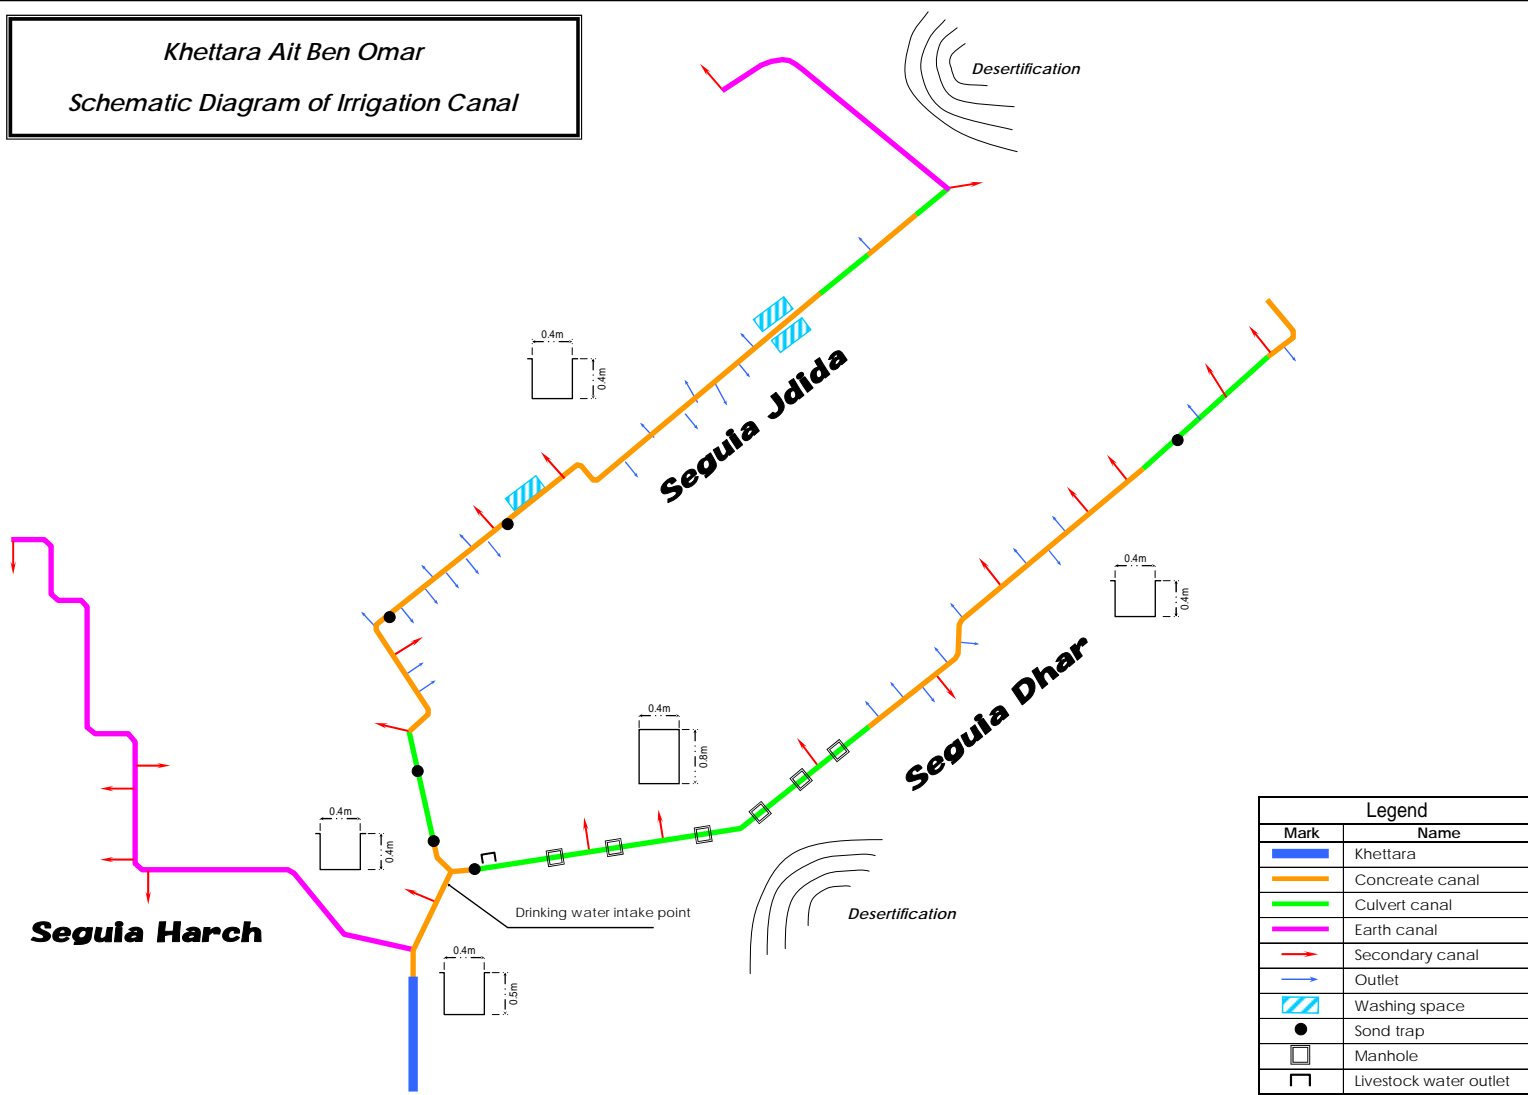 Khettara Ait Ben Omar
Schematic Diagram of Irrigation Canal
Desertification
0.4m
0.4m
Seguia Jdida
0.4m
0.4m
Seguia Dhar
0.4m
0.8m
0.4m
0.4m
Seguia Harch
Drinking water intake point
Desertification
0.4m
0.5m
Legend
Mark Name
Khettara
Concreate canal
Culvert canal
Earth canal
Secondary canal
Outlet
Washing space
Sond trap
Manhole
Livestock water outlet